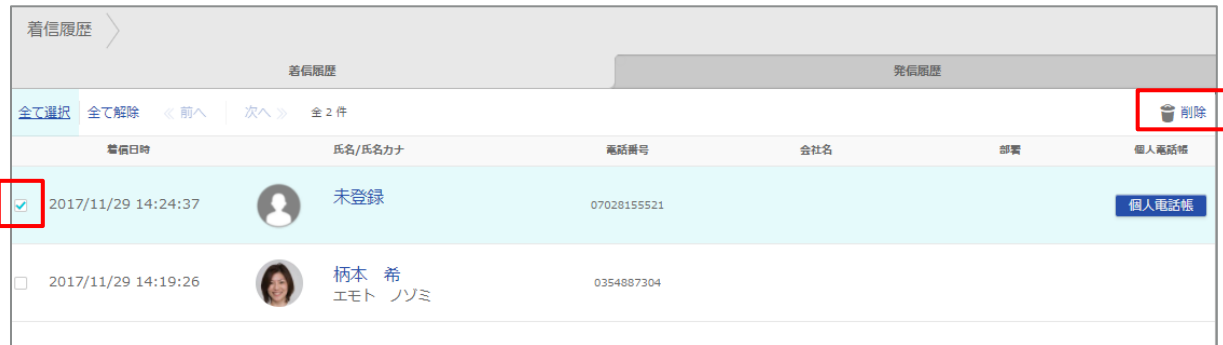 着信履歴
着信履歴 発信履歴
全て選択 全て解除 ≪ 前へ 次へ ≫ 全 2 件 削除
着信日時 氏名/氏名カナ 電話番号 会社名 部署 個人電話帳
2017/11/29 14:24:37 未登録 07028155521 個人電話帳
2017/11/29 14:19:26 柄本 希 0354887304
エモト ノゾミ